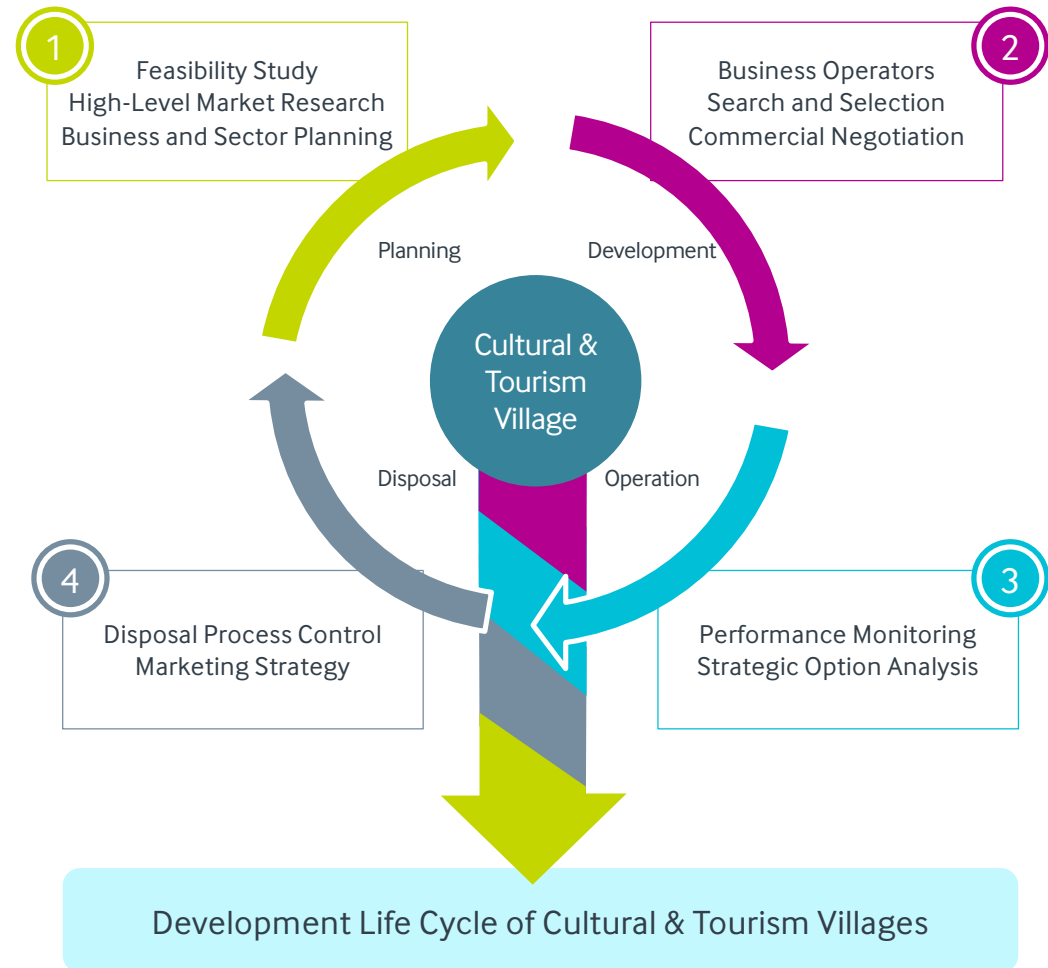 1
Feasibility Study
High-Level Market Research
Business and Sector Planning
2
Business Operators
Search and Selection
Commercial Negotiation
Planning
Development
Cultural &
Tourism
Village
Disposal
Operation
4
Disposal Process Control
Marketing Strategy
3
Performance Monitoring
Strategic Option Analysis
Development Life Cycle of Cultural & Tourism Villages